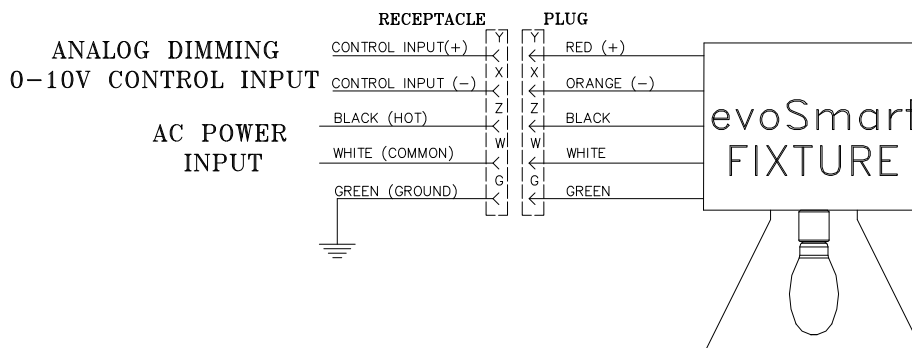 RECEPTACLE PLUG
ANALOG DIMMING
0-10V CONTROL INPUT
CONTROL INPUT(+) Y Y RED (+)
CONTROL INPUT (-) X X ORANGE (-)
AC POWER
INPUT
BLACK (HOT) Z Z BLACK
WHITE (COMMON) W W WHITE
GREEN (GROUND) G G GREEN
evoSmart
FIXTURE